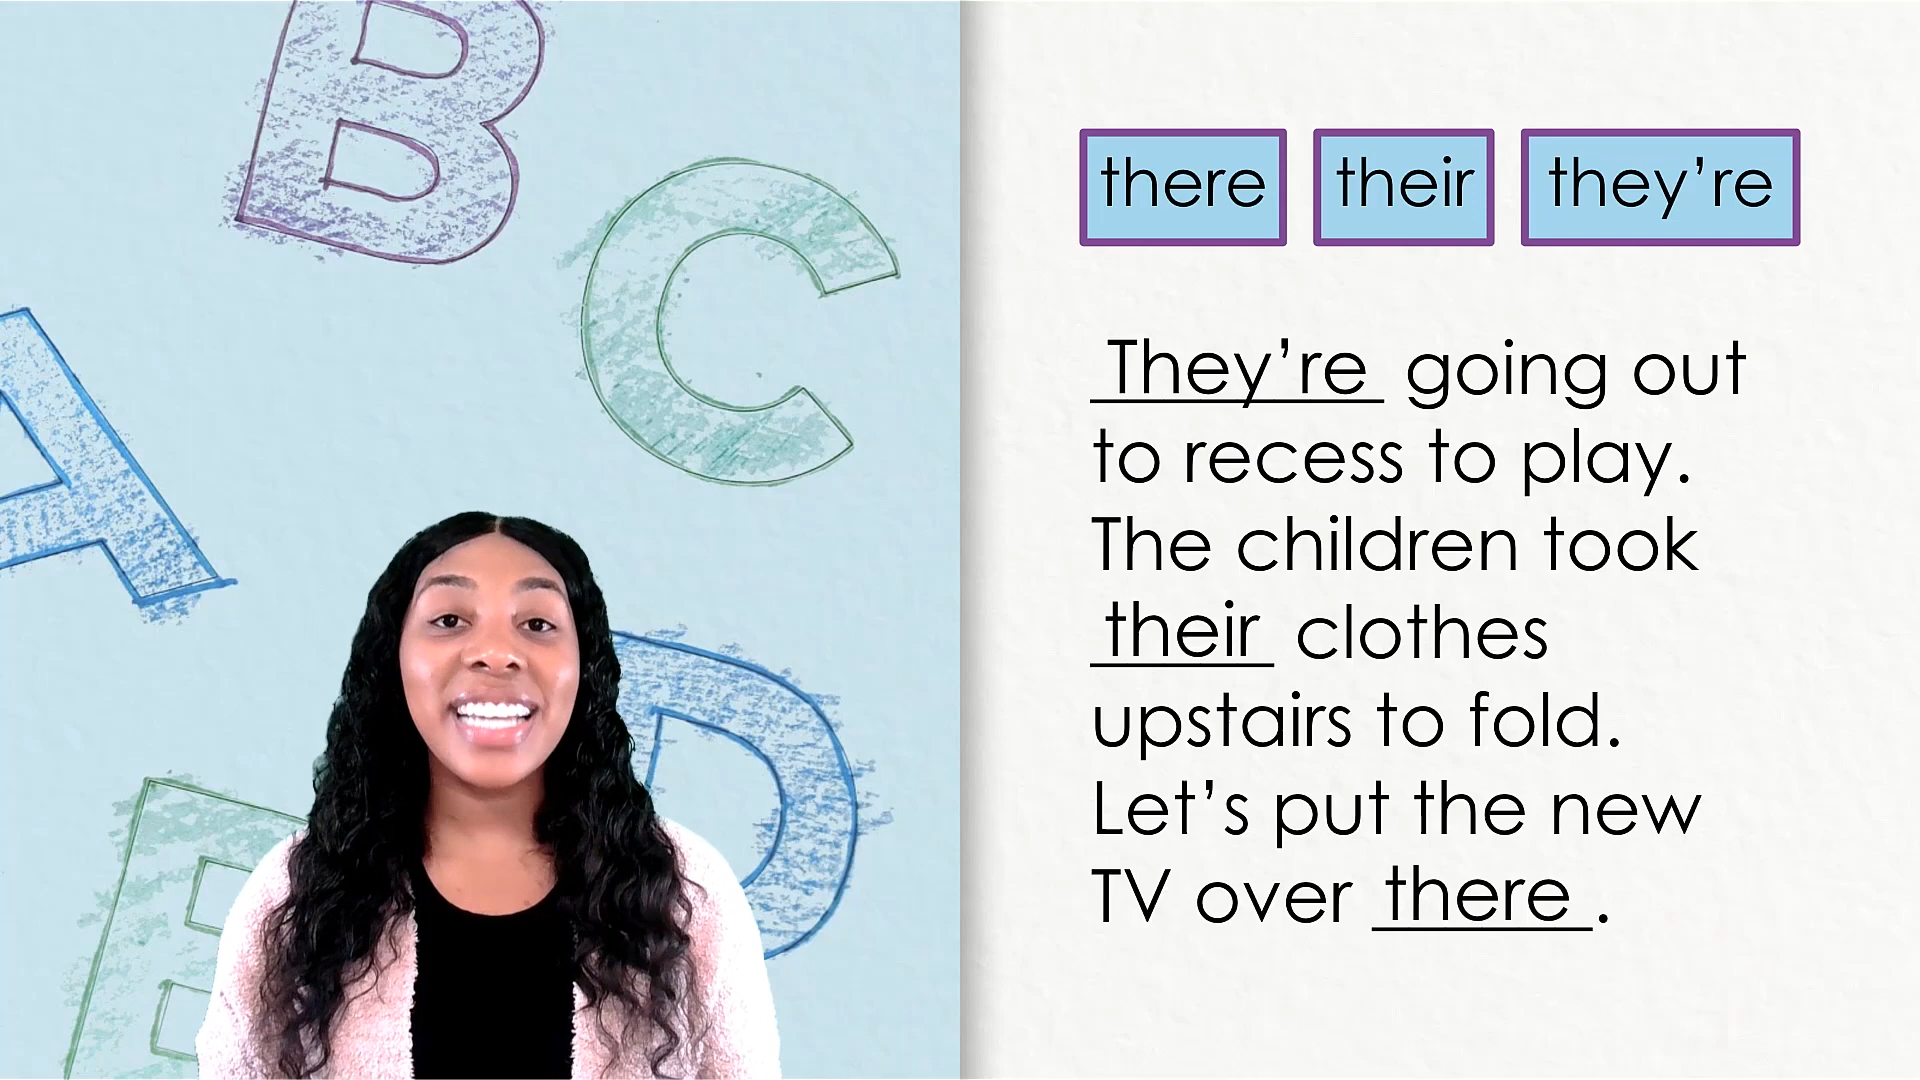 B
C
A
D
E
there their they’re
They’re going out
to recess to play.
The children took
their clothes
upstairs to fold.
Let’s put the new
TV over there.